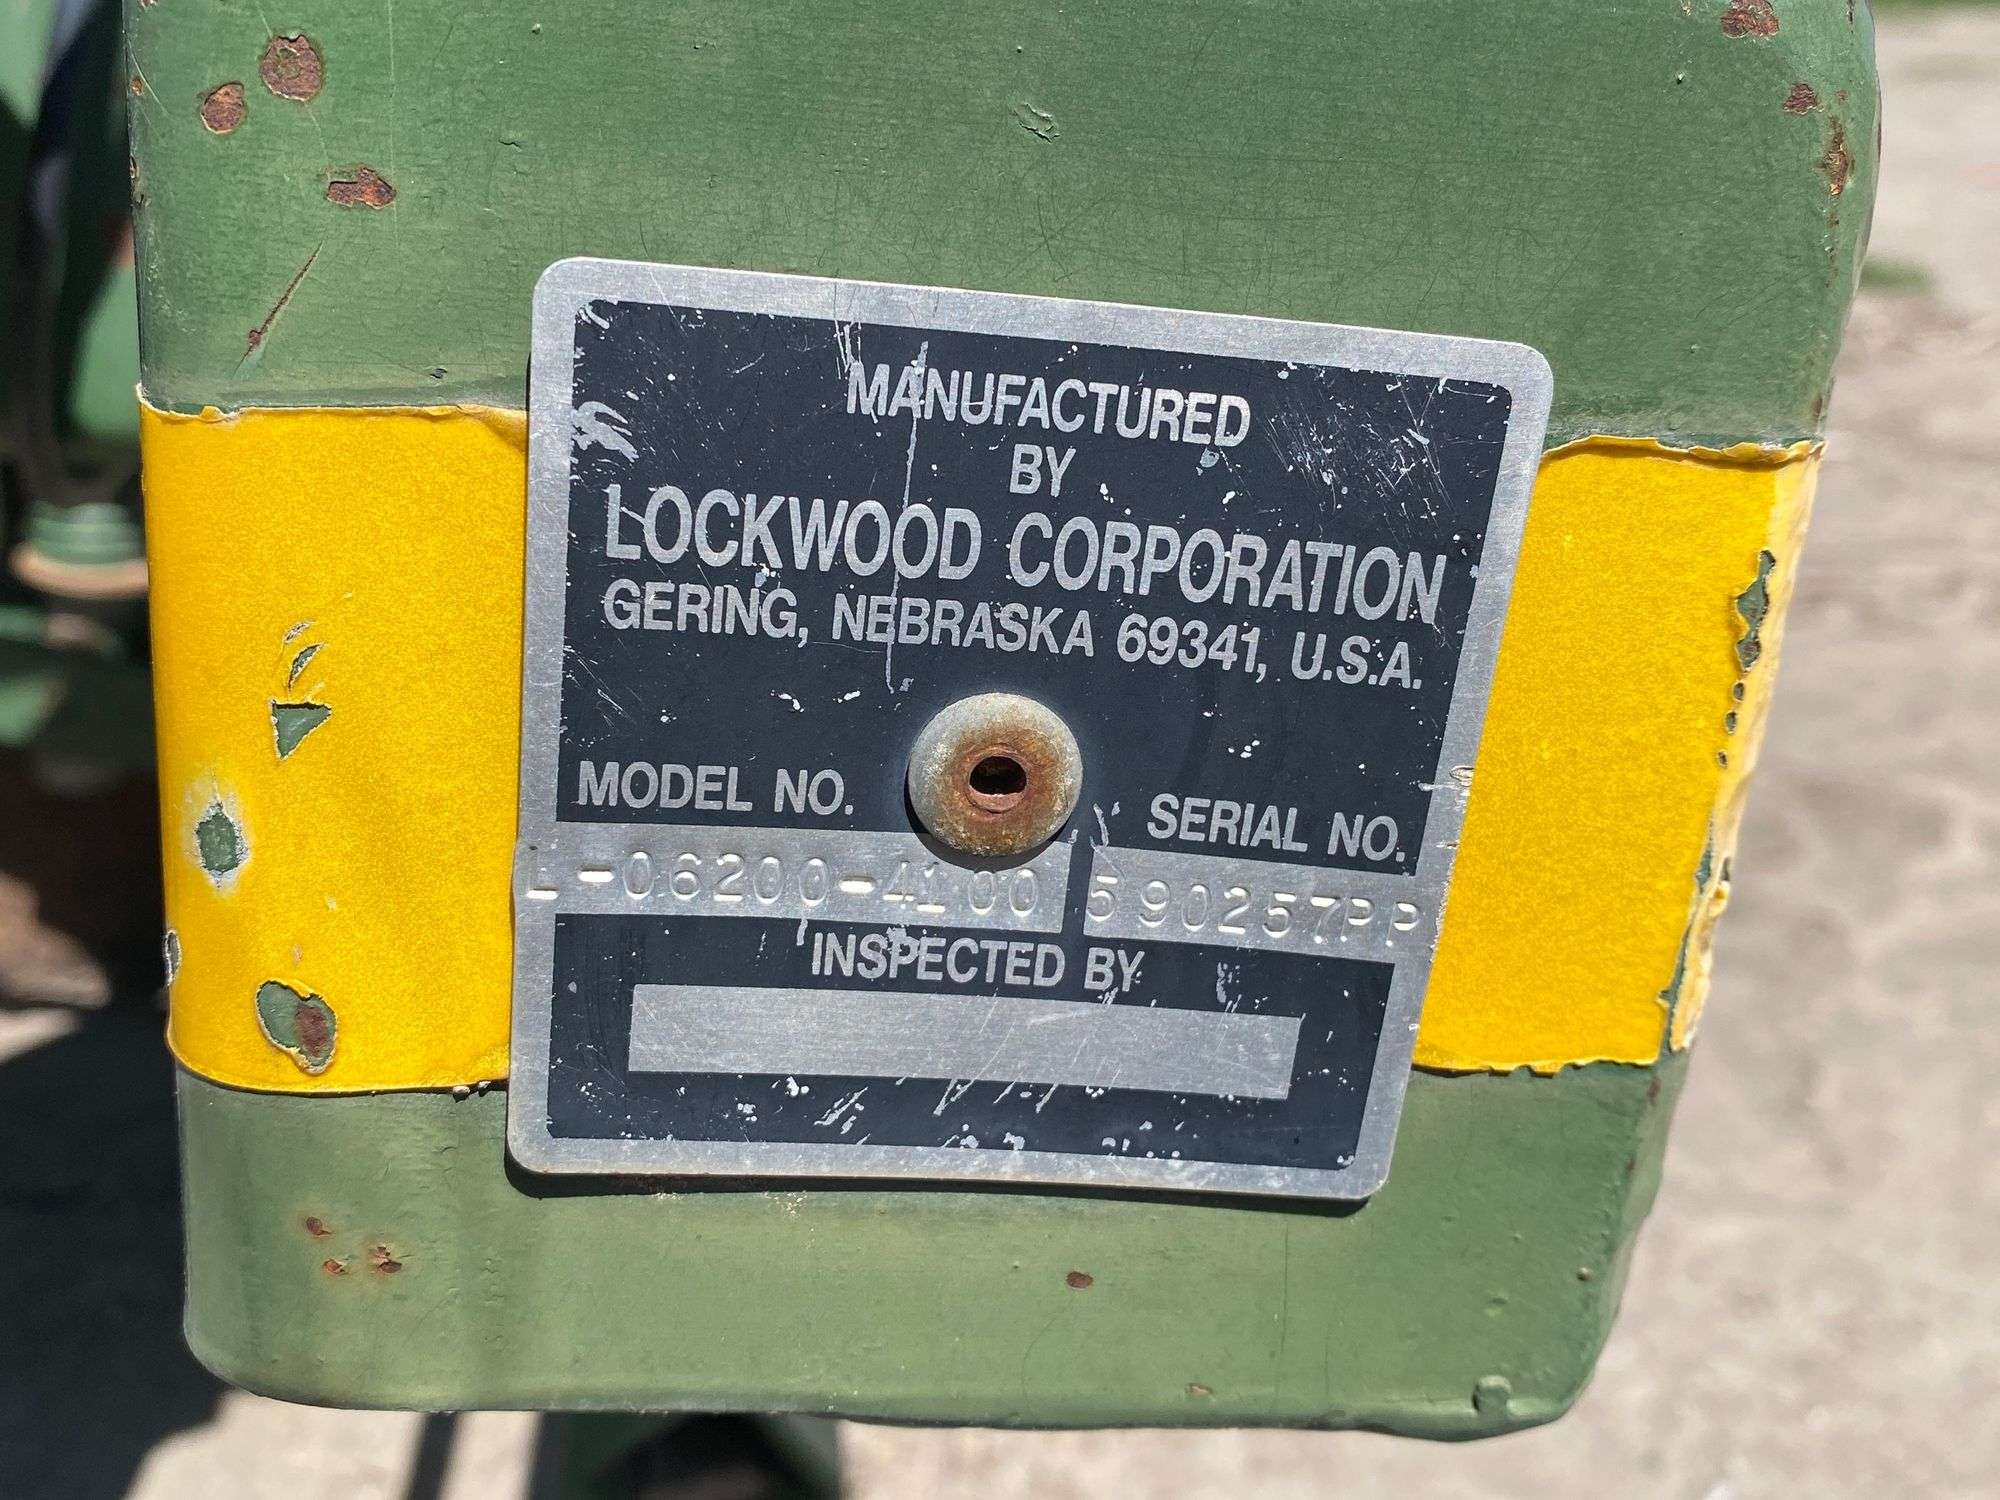 MANUFACTURED
BY
LOCKWOOD CORPORATION
GERING, NEBRASKA 69341, U.S.A.
MODEL NO. SERIAL NO.
L-06200-4100 590257PP
INSPECTED BY